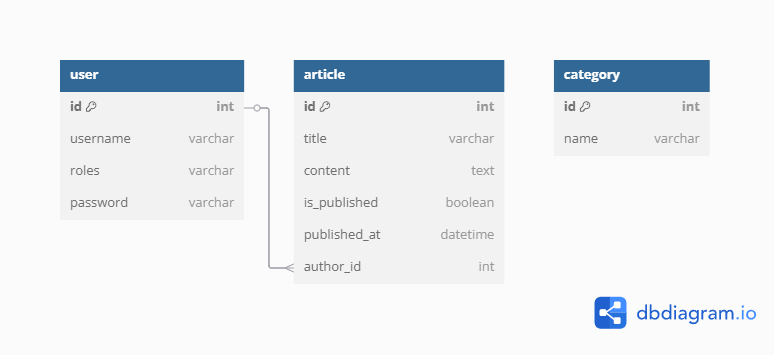 user
id int
username varchar
roles varchar
password varchar
article
id int
title varchar
content text
is_published boolean
published_at datetime
author_id int
category
id int
name varchar
dbdiagram.io